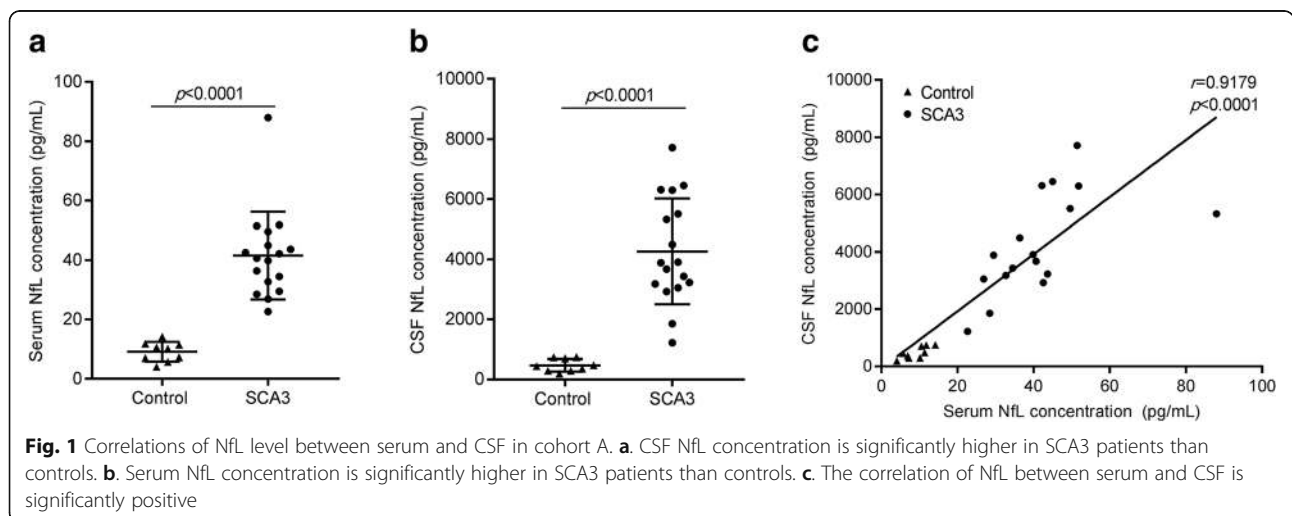 a
b
c
100
80
60
40
20
0
Serum NfL concentration (pg/mL)
p<0.0001
Control
SCA3
10000
8000
6000
4000
2000
0
CSF NfL concentration (pg/mL)
p<0.0001
Control
SCA3
10000
8000
6000
4000
2000
0
CSF NfL concentration (pg/mL)
Control
SCA3
r=0.9179
p<0.0001
0
20
40
60
80
100
Serum NfL concentration (pg/mL)
Fig. 1 Correlations of NfL level between serum and CSF in cohort A. a. CSF NfL concentration is significantly higher in SCA3 patients than
controls. b. Serum NfL concentration is significantly higher in SCA3 patients than controls. c. The correlation of NfL between serum and CSF is
significantly positive